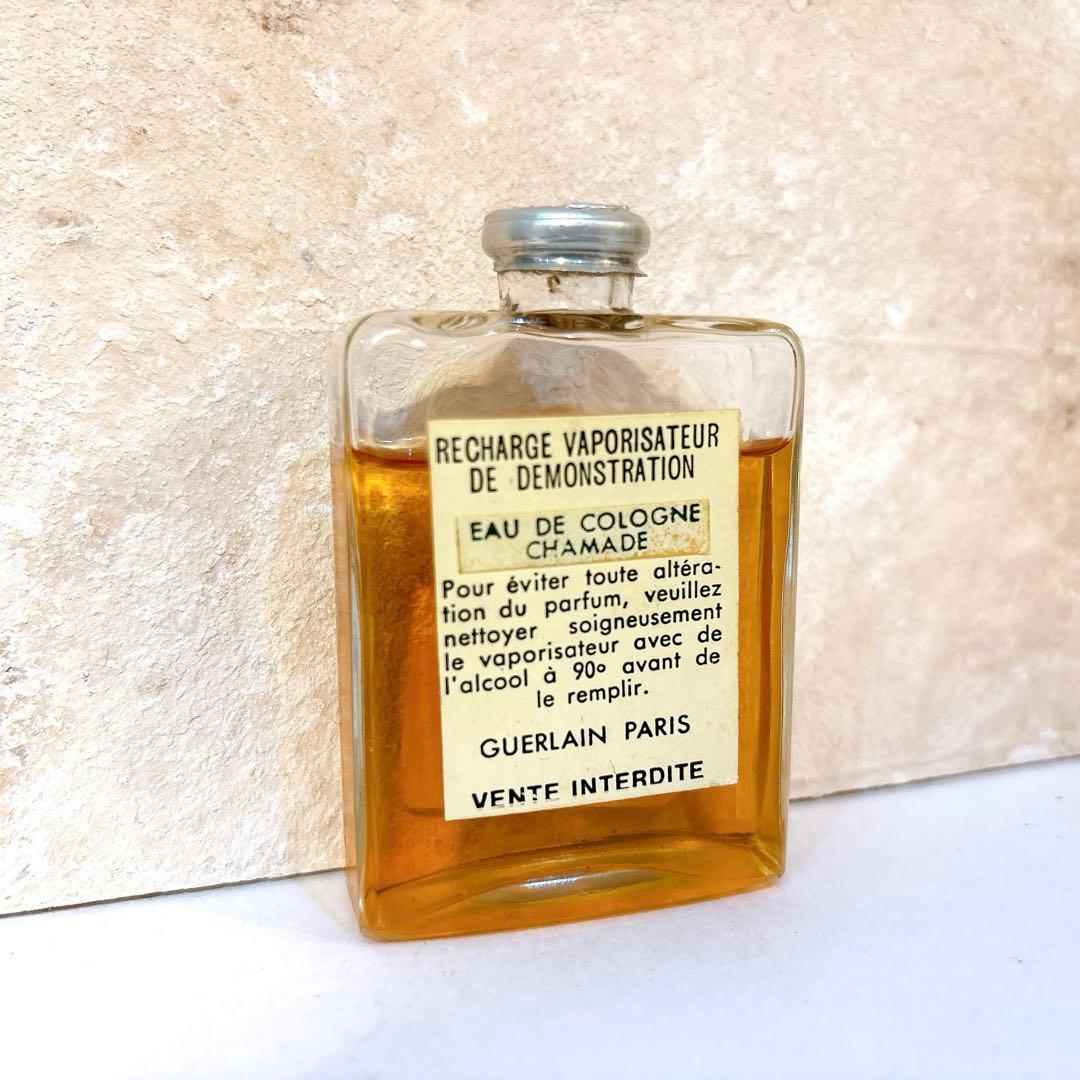 RECHARGE VAPORISATEUR
DE DEMONSTRATION
EAU DE COLOGNE
CHAMADE
Pour éviter toute altéra-
tion du parfum, veuillez
nettoyer soigneusement
le vaporisateur avec de
l'alcool à 90° avant de
le remplir.
GUERLAIN PARIS
VENTE INTERDITE